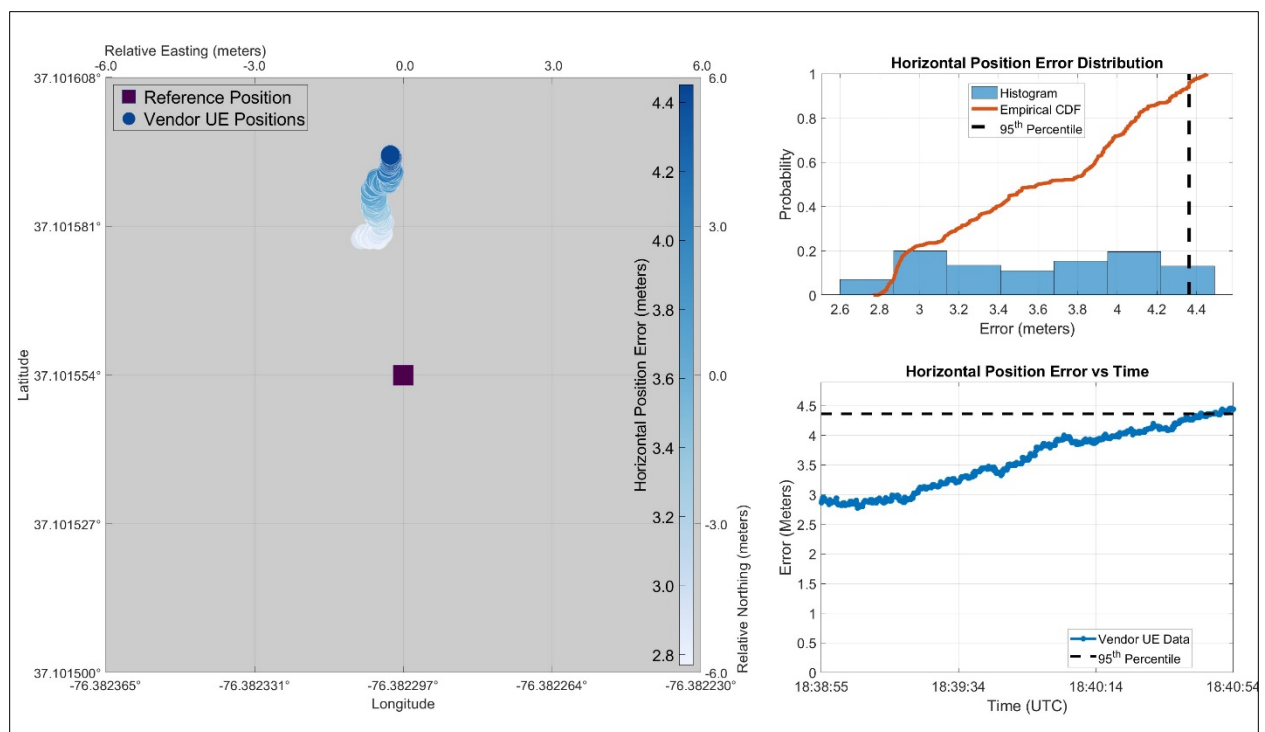 Relative Easting (meters)
-6.0 -3.0 0.0 3.0 6.0
37.101608°
6.0
Reference Position
Vendor UE Positions
4.4
4.2
37.101581°
3.0
4.0
3.8
Horizontal Position Error (meters)
Latitude
37.101554°
0.0
3.6
3.4
3.2
37.101527°
-3.0
3.0
Relative Northing (meters)
2.8
37.101500°
-6.0
-76.382365° -76.382331° -76.382297° -76.382264° -76.382230°
Longitude
Horizontal Position Error Distribution
1
0.8
0.6
0.4
0.2
0
Probability
Histogram
Empirical CDF
95th Percentile
2.6 2.8 3 3.2 3.4 3.6 3.8 4 4.2 4.4
Error (meters)
Horizontal Position Error vs Time
4.5
4
3.5
3
2.5
2
1.5
1
0.5
0
Error (Meters)
Vendor UE Data
95th Percentile
18:38:55 18:39:34 18:40:14 18:40:54
Time (UTC)